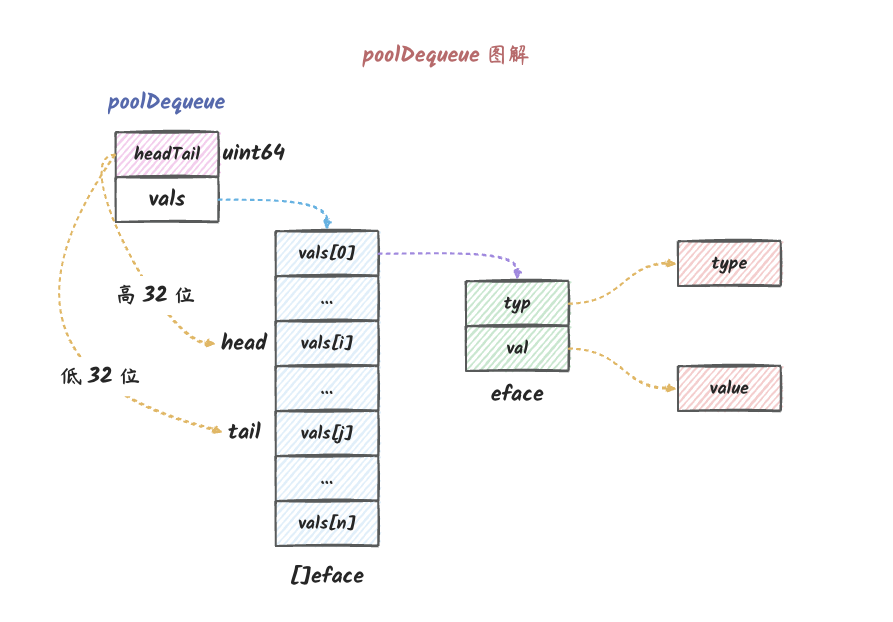 poolDequeue 图解
poolDequeue
headTail uint64
vals
vals[0]
...
vals[i]
...
vals[j]
...
vals[n]
[]eface
高 32 位
head
低 32 位
tail
typ
val
eface
type
value